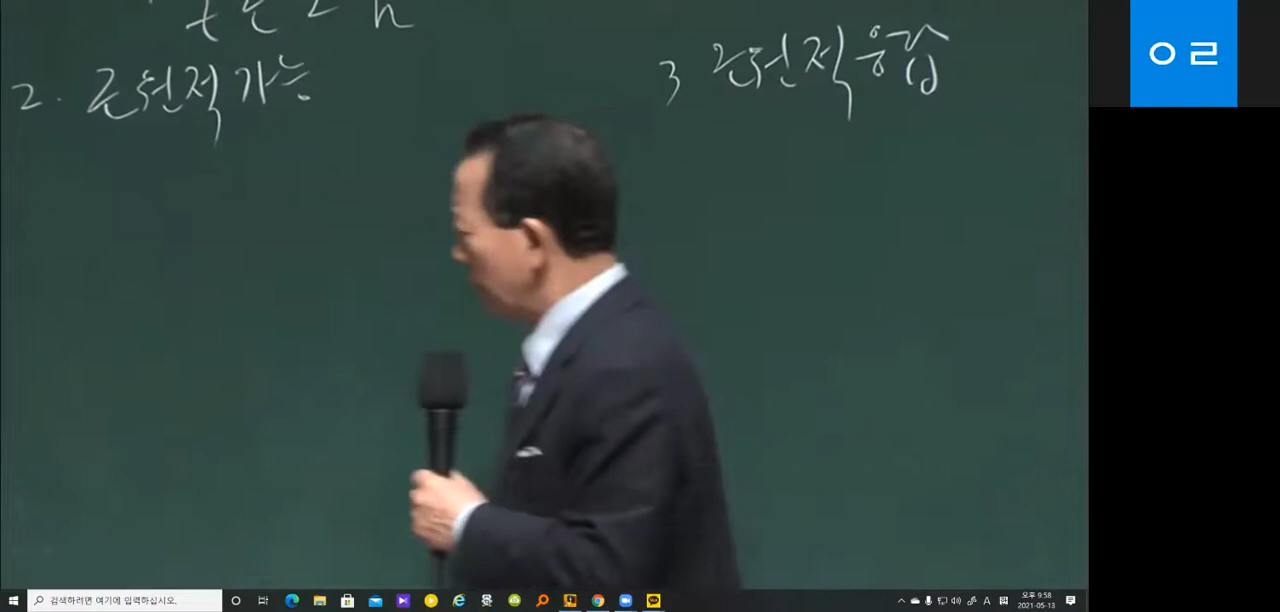 2. 근원적 가능
3 근원적 응답
ㅇㄹ
검색하려면 여기에 입력하십시오.
A
오후 9:58
2021-05-13